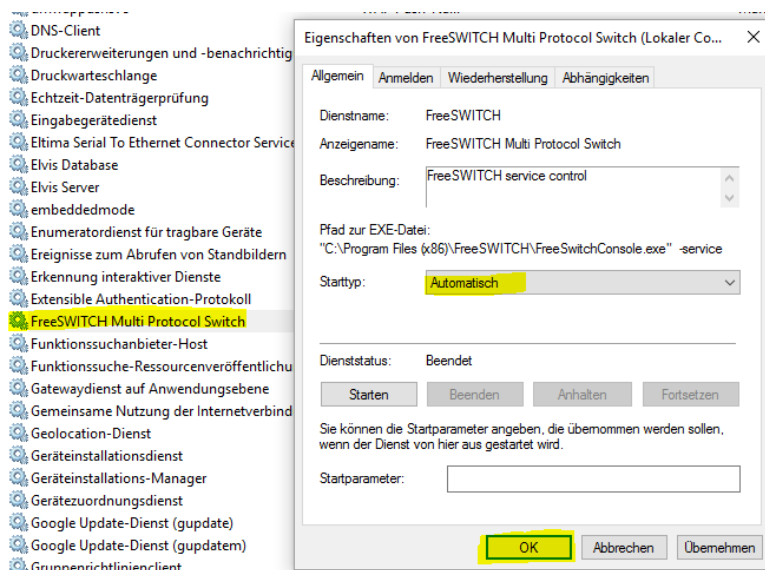 DNS-Client
Druckererweiterungen und -benachrichtig
Druckwarteschlange
Echtzeit-Datenträgerprüfung
Eingabegerätedienst
Eltima Serial To Ethernet Connector Service
Elvis Database
Elvis Server
embeddedmode
Enumeratordienst für tragbare Geräte
Ereignisse zum Abrufen von Standbildern
Erkennung interaktiver Dienste
Extensible Authentication-Protokoll
FreeSWITCH Multi Protocol Switch
Funktionssuchanbieter-Host
Funktionssuche-Ressourcenveröffentlichu
Gatewaydienst auf Anwendungsebene
Gemeinsame Nutzung der Internetverbind
Geolocation-Dienst
Geräteinstallationsdienst
Geräteinstallations-Manager
Gerätezuordnungsdienst
Google Update-Dienst (gupdate)
Google Update-Dienst (gupdatem)
Gruppenrichtlinienclient
Eigenschaften von FreeSWITCH Multi Protocol Switch (Lokaler Co...
Allgemein Anmelden Wiederherstellung Abhängigkeiten
Dienstname: FreeSWITCH
Anzeigename: FreeSWITCH Multi Protocol Switch
Beschreibung: FreeSWITCH service control
Pfad zur EXE-Datei:
"C:\Program Files (x86)\FreeSWITCH\FreeSwitchConsole.exe" -service
Starttyp: Automatisch
Dienststatus: Beendet
Starten Beenden Anhalten Fortsetzen
Sie können die Startparameter angeben, die übernommen werden sollen,
wenn der Dienst von hier aus gestartet wird.
Startparameter:
OK Abbrechen Übernehmen